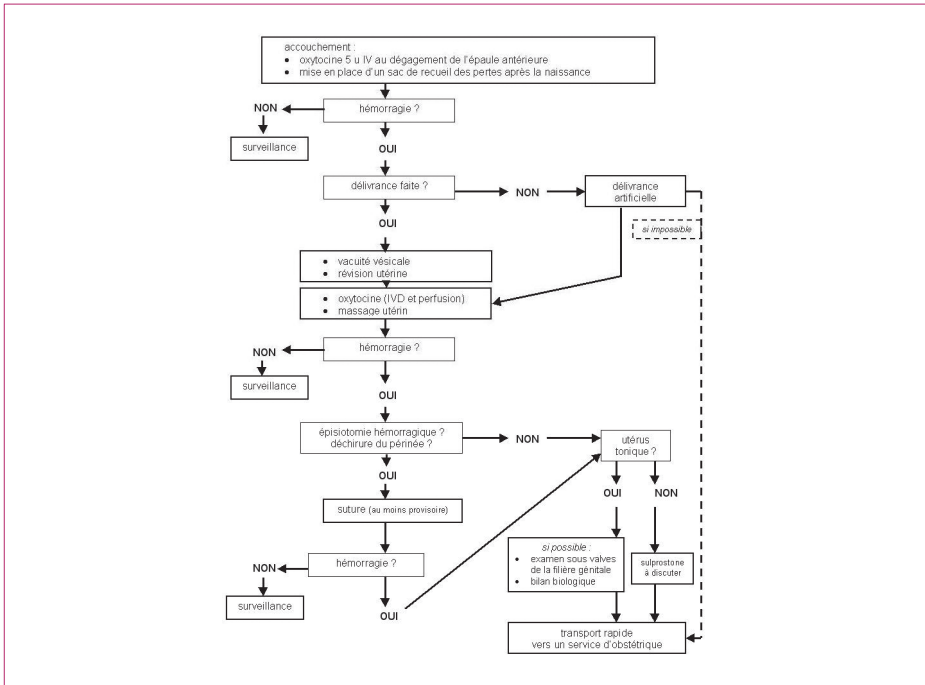 accouchement :
• oxytocine 5 u IV au dégagement de l'épaule antérieure
• mise en place d'un sac de recueil des pertes après la naissance
hémorragie ?
NON
surveillance
OUI
délivrance faite ?
NON
délivrance
artificielle
si impossible
OUI
• vacuité vésicale
• révision utérine
• oxytocine (IVD et perfusion)
• massage utérin
hémorragie ?
NON
surveillance
OUI
épisiotomie hémorragique ?
déchirure du périnée ?
NON
utérus
tonique ?
OUI
suture (au moins provisoire)
hémorragie ?
NON
surveillance
OUI
OUI
NON
si possible :
• examen sous valves
de la filière génitale
• bilan biologique
sulprostone
à discuter
transport rapide
vers un service d'obstétrique